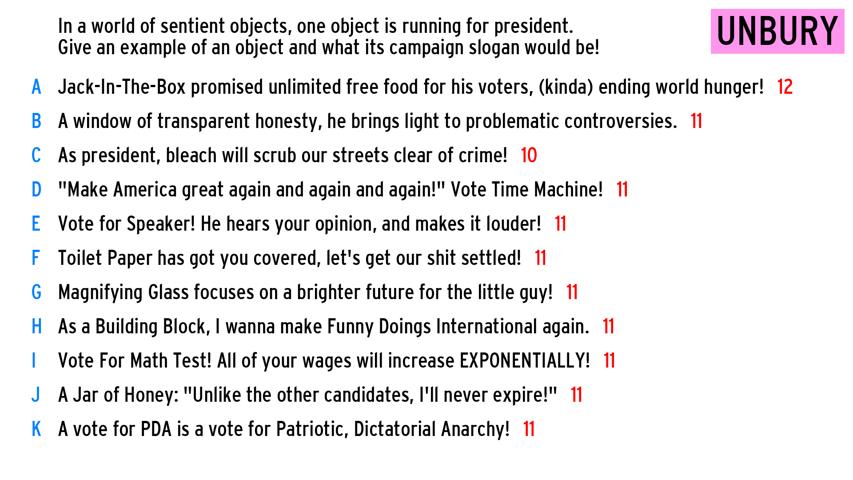 In a world of sentient objects, one object is running for president.
Give an example of an object and what its campaign slogan would be!
UNBURY
A Jack-In-The-Box promised unlimited free food for his voters, (kinda) ending world hunger! 12
B A window of transparent honesty, he brings light to problematic controversies. 11
C As president, bleach will scrub our streets clear of crime! 10
D "Make America great again and again and again!" Vote Time Machine! 11
E Vote for Speaker! He hears your opinion, and makes it louder! 11
F Toilet Paper has got you covered, let's get our shit settled! 11
G Magnifying Glass focuses on a brighter future for the little guy! 11
H As a Building Block, I wanna make Funny Doings International again. 11
I Vote For Math Test! All of your wages will increase EXPONENTIALLY! 11
J A Jar of Honey: "Unlike the other candidates, I'll never expire!" 11
K A vote for PDA is a vote for Patriotic, Dictatorial Anarchy! 11